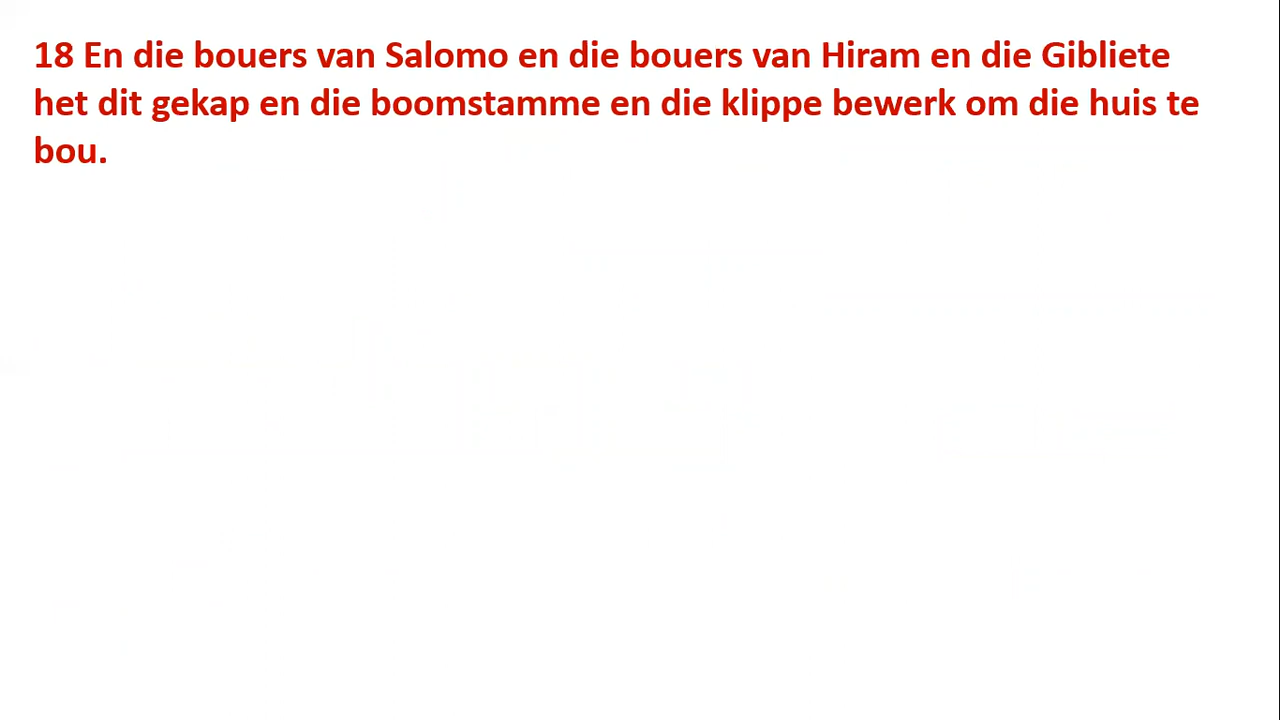 18 En die bouers van Salomo en die bouers van Hiram en die Gibliete
het dit gekap en die boomstamme en die klippe bewerk om die huis te
bou.